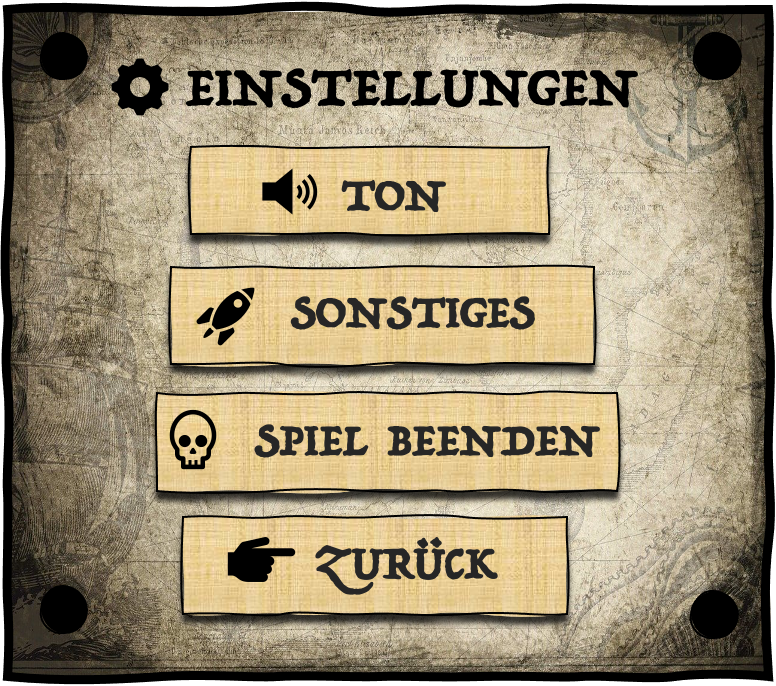 EINSTELLUNGEN
TON
SONSTIGES
SPIEL BEENDEN
ZURÜCK